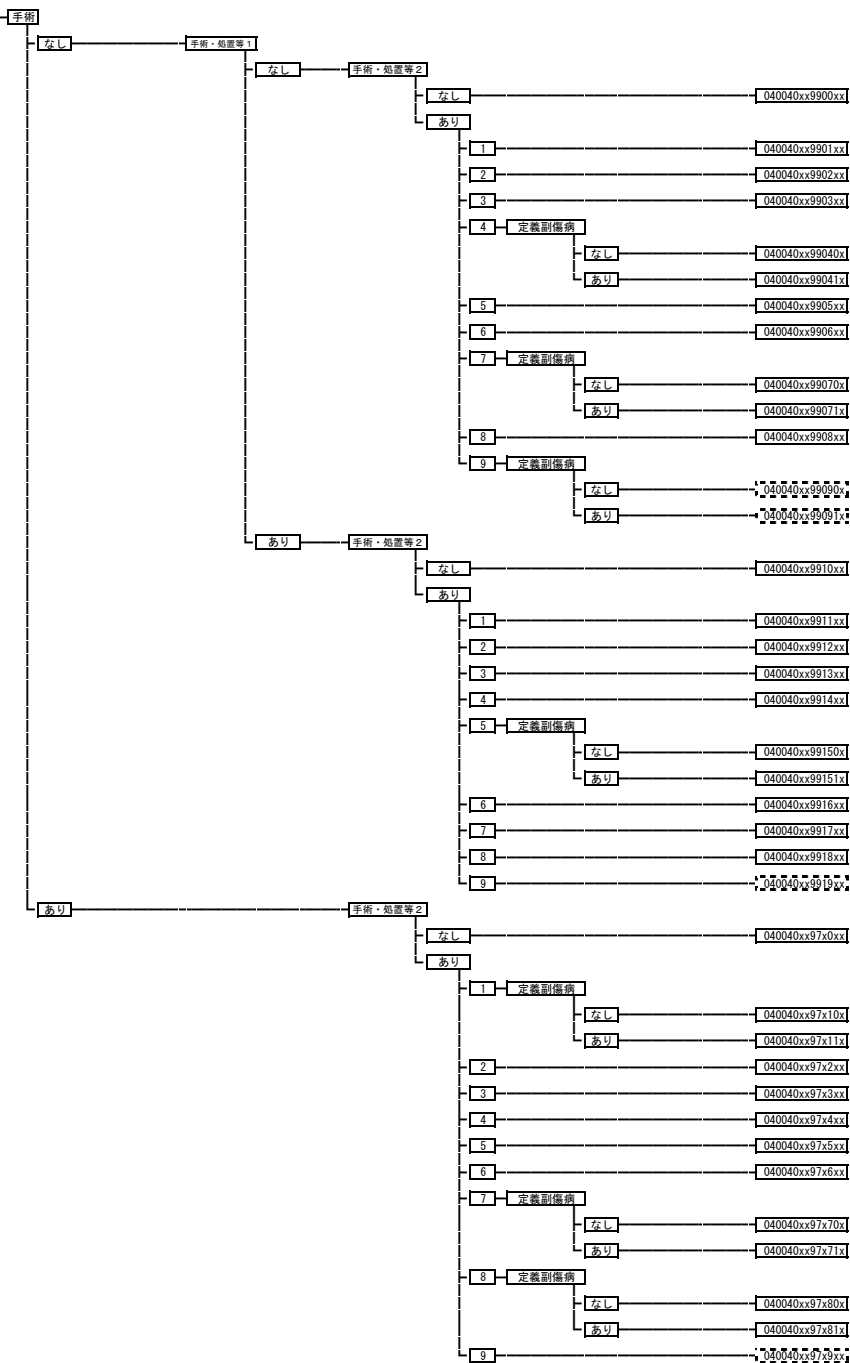 手術
なし 手術・処置等1
なし 手術・処置等2
なし 040040xx9900xx
あり
1 040040xx9901xx
2 040040xx9902xx
3 040040xx9903xx
4 定義副傷病
なし 040040xx99040x
あり 040040xx99041x
5 040040xx9905xx
6 040040xx9906xx
7 定義副傷病
なし 040040xx99070x
あり 040040xx99071x
8 040040xx9908xx
9 定義副傷病
なし 040040xx99090x
あり 040040xx99091x
あり 手術・処置等2
なし 040040xx9910xx
あり
1 040040xx9911xx
2 040040xx9912xx
3 040040xx9913xx
4 040040xx9914xx
5 定義副傷病
なし 040040xx99150x
あり 040040xx99151x
6 040040xx9916xx
7 040040xx9917xx
8 040040xx9918xx
9 040040xx9919xx
あり 手術・処置等2
なし 040040xx97x0xx
あり
1 定義副傷病
なし 040040xx97x10x
あり 040040xx97x11x
2 040040xx97x2xx
3 040040xx97x3xx
4 040040xx97x4xx
5 040040xx97x5xx
6 040040xx97x6xx
7 定義副傷病
なし 040040xx97x70x
あり 040040xx97x71x
8 定義副傷病
なし 040040xx97x80x
あり 040040xx97x81x
9 040040xx97x9xx